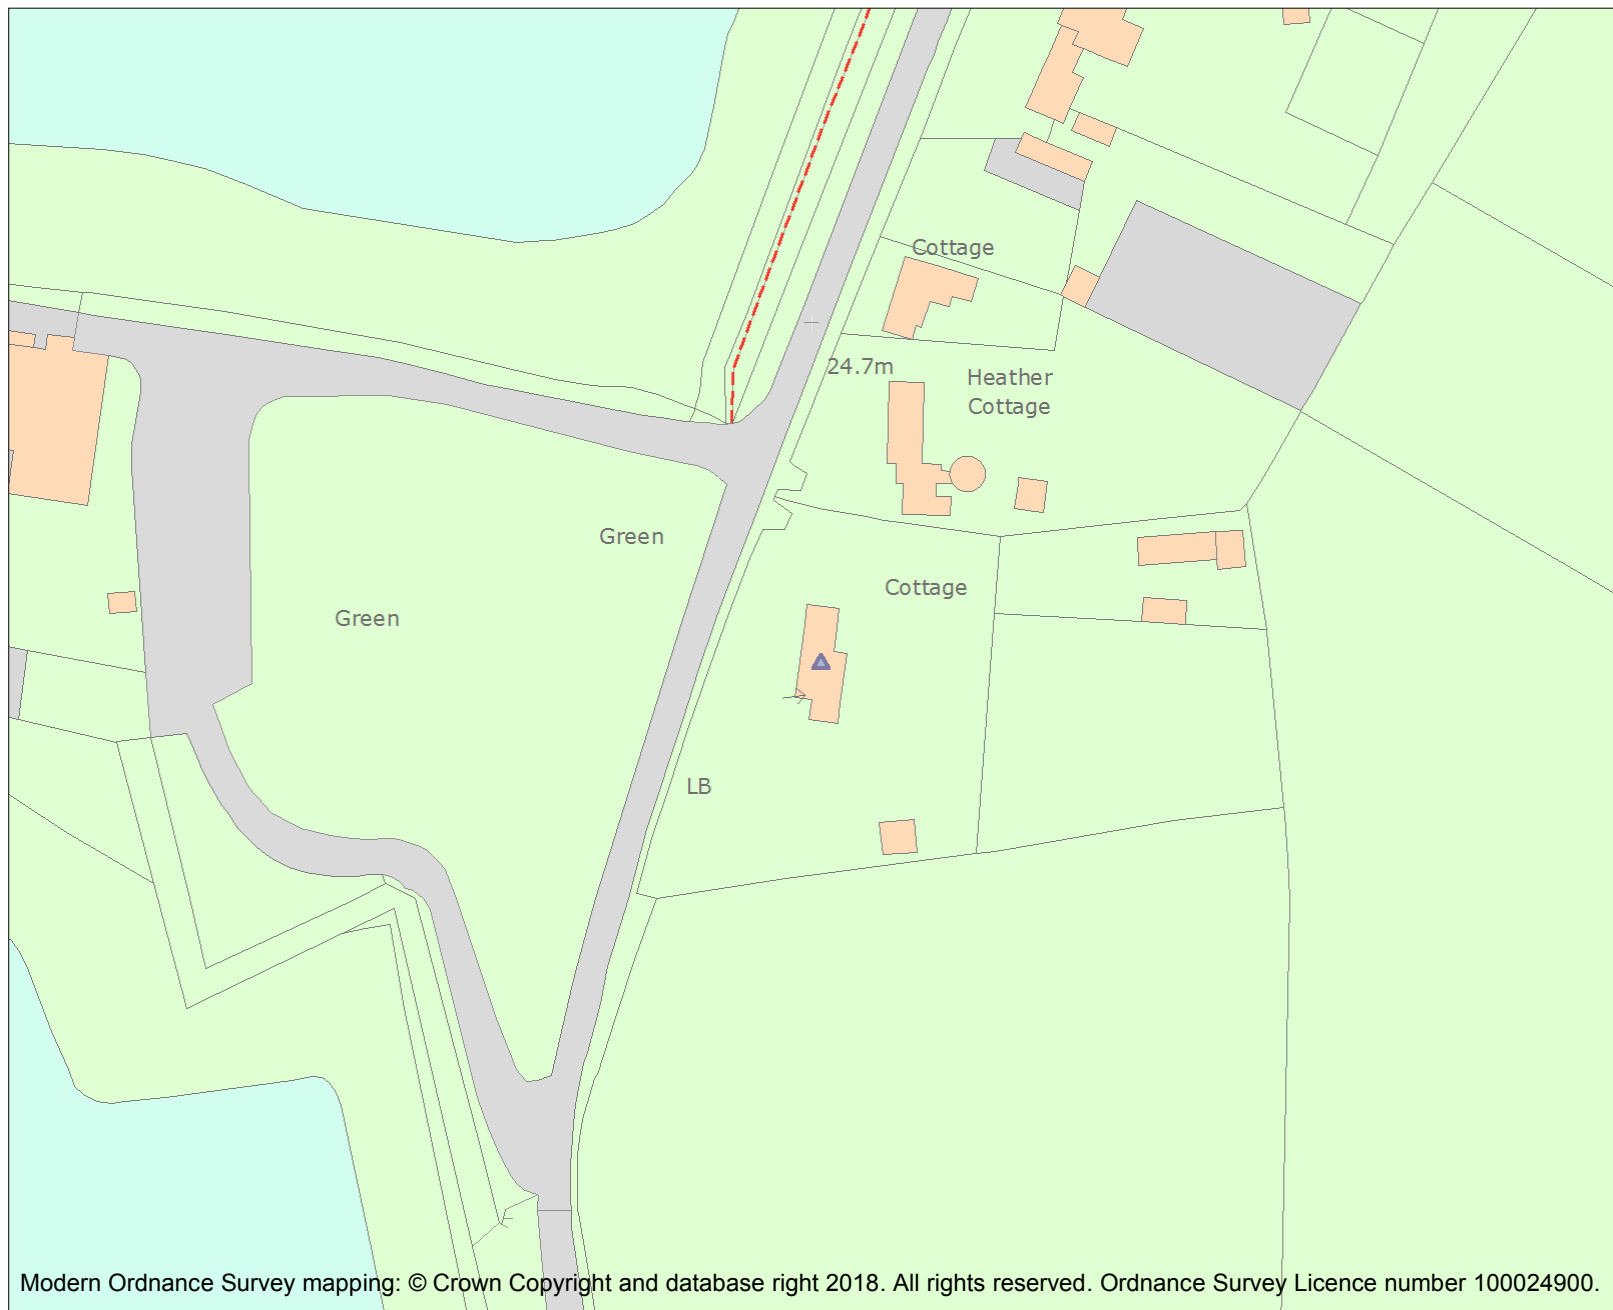 Cottage
24.7m
Heather
Cottage
Green
Cottage
Green
LB
Modern Ordnance Survey mapping: © Crown Copyright and database right 2018. All rights reserved. Ordnance Survey Licence number 100024900.